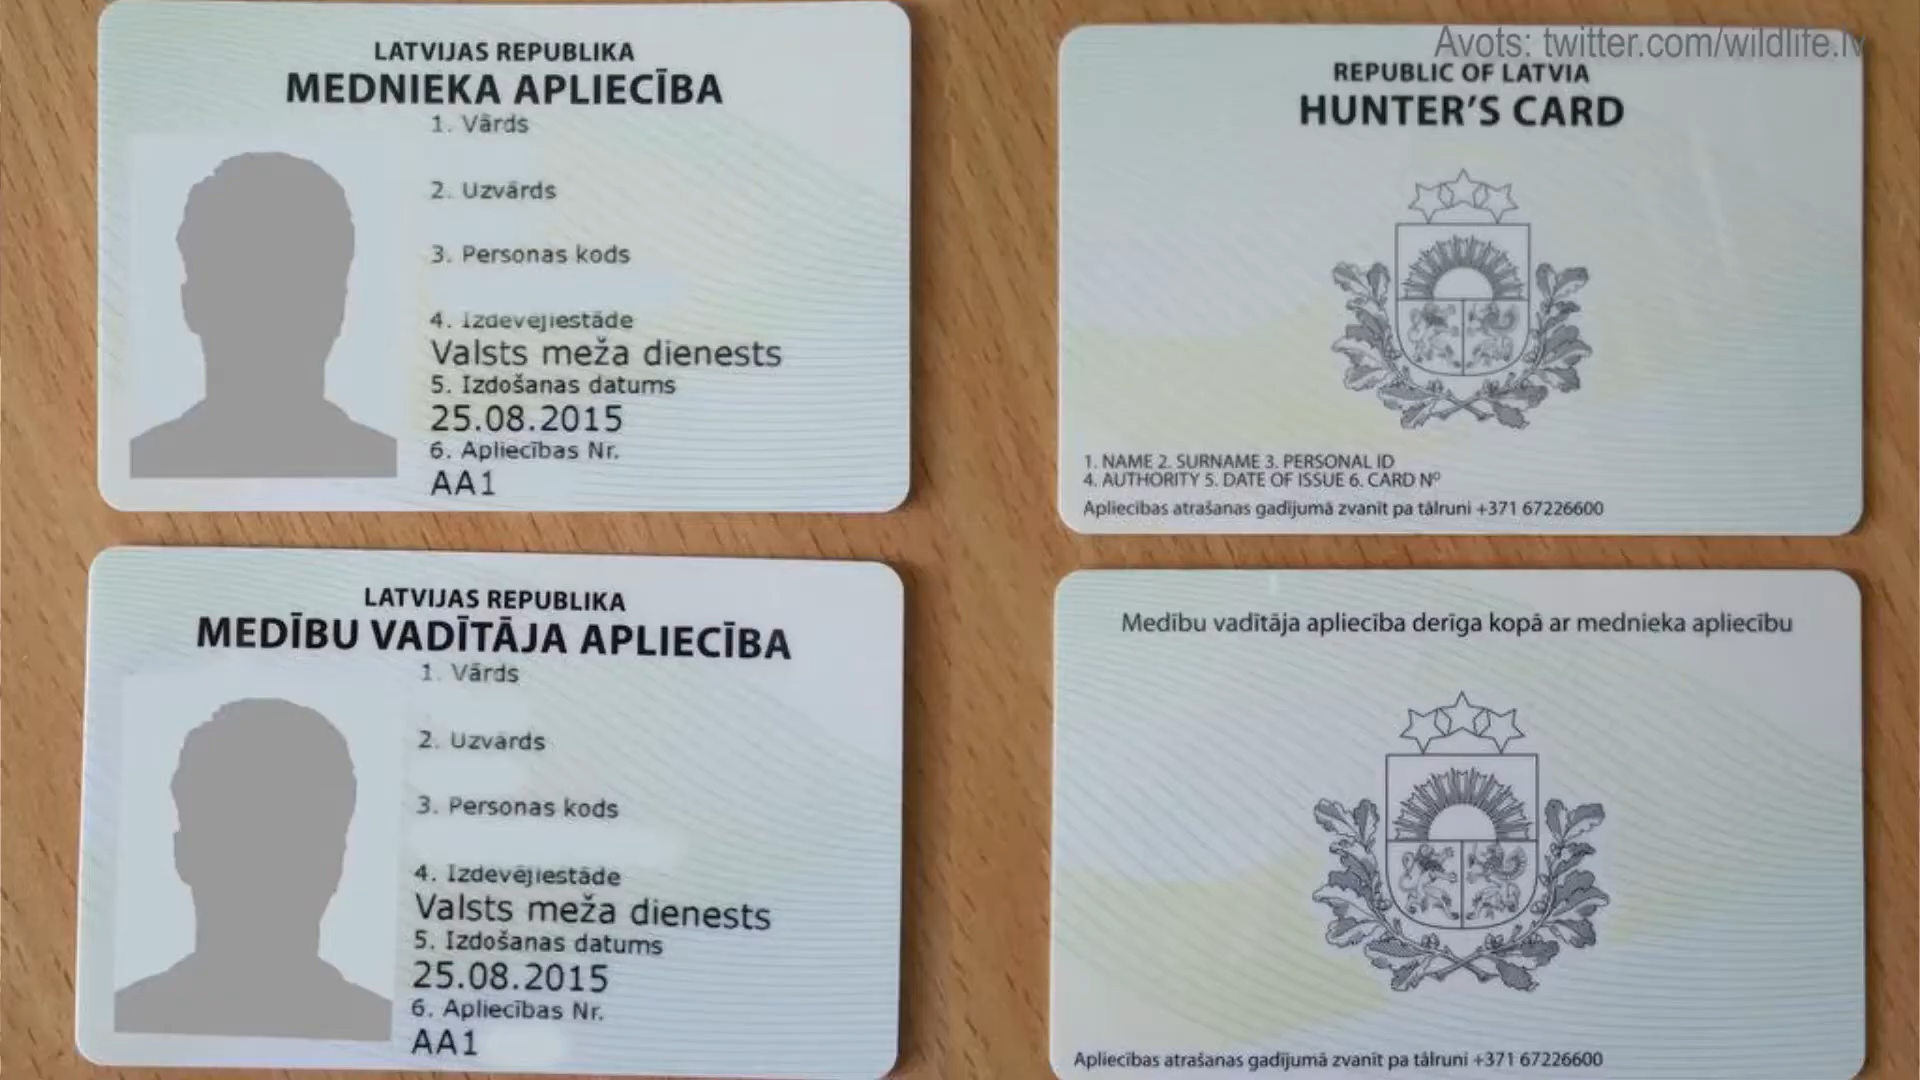 LATVIJAS REPUBLIKA
MEDNIEKA APLIECĪBA
1. Vārds
2. Uzvārds
3. Personas kods
4. Izdevējiestāde
Valsts meža dienests
5. Izdošanas datums
25.08.2015
6. Apliecības Nr.
AA1
Avots: twitter.com/wildlife.lv
REPUBLIC OF LATVIA
HUNTER'S CARD
1. NAME 2. SURNAME 3. PERSONAL ID
4. AUTHORITY 5. DATE OF ISSUE 6. CARD Nº
Apliecības atrašanas gadījumā zvanīt pa tālruni +371 67226600
LATVIJAS REPUBLIKA
MEDĪBU VADĪTĀJA APLIECĪBA
1. Vārds
2. Uzvārds
3. Personas kods
4. Izdevējiestāde
Valsts meža dienests
5. Izdošanas datums
25.08.2015
6. Apliecības Nr.
AA1
Medību vadītāja apliecība derīga kopā ar mednieka apliecību
Apliecības atrašanas gadījumā zvanīt pa tālruni +371 67226600